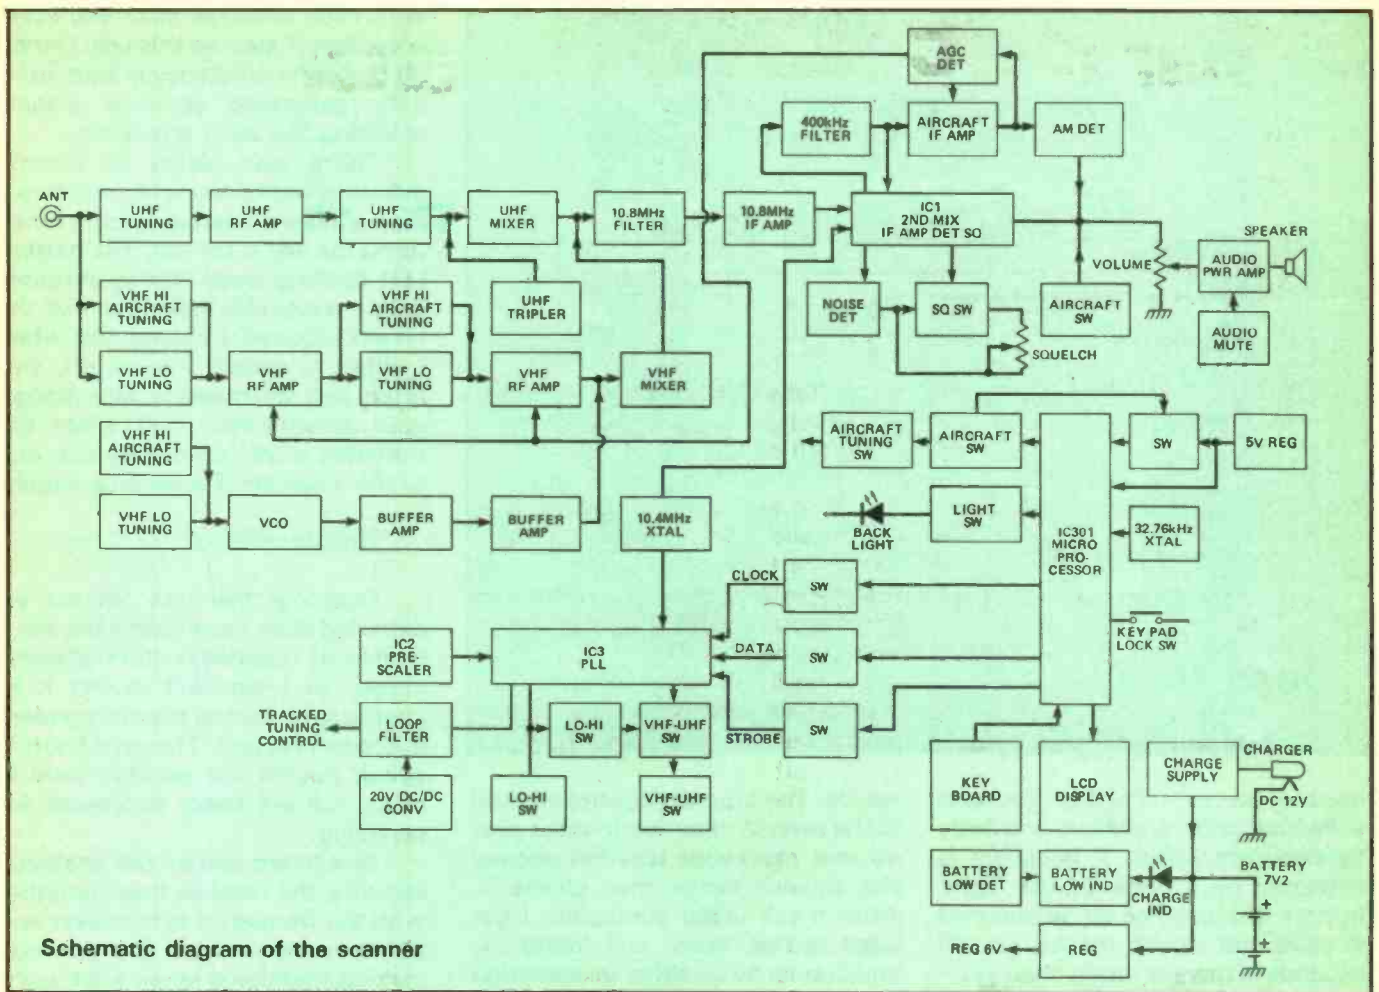 AGC
DET
400kHz
FILTER
AIRCRAFT
IF AMP
AM DET
ANT
UHF
TUNING
UHF
RF AMP
UHF
TUNING
UHF
MIXER
10.8MHz
FILTER
10.8MHz
IF AMP
IC1
2ND MIX
IF AMP DET SQ
SPEAKER
VOLUME
AUDIO
PWR AMP
VHF HI
AIRCRAFT
TUNING
VHF HI
AIRCRAFT
TUNING
UHF
TRIPLER
NOISE
DET
SQ SW
AIRCRAFT
SW
AUDIO
MUTE
SQUELCH
VHF LO
TUNING
VHF
RF AMP
VHF LO
TUNING
VHF
RF AMP
VHF
MIXER
VHF HI
AIRCRAFT
TUNING
AIRCRAFT
TUNING
SW
AIRCRAFT
SW
SW
5V REG
VHF LO
TUNING
VCO
BUFFER
AMP
BUFFER
AMP
10.4MHz
XTAL
BACK
LIGHT
LIGHT
SW
IC301
MICRO
PRO-
CESSOR
32.76kHz
XTAL
CLOCK
SW
KEY PAD
LOCK SW
IC2
PRE-
SCALER
IC3
PLL
DATA
SW
TRACKED
TUNING
CONTROL
LOOP
FILTER
LO-HI
SW
VHF-UHF
SW
STROBE
SW
20V DC/DC
CONV
LO-HI
SW
VHF-UHF
SW
KEY
BOARD
LCD
DISPLAY
CHARGE
SUPPLY
CHARGER
DC 12V
BATTERY
LOW DET
BATTERY
LOW IND
CHARGE
IND
BATTERY
7V2
REG 6V
REG
Schematic diagram of the scanner